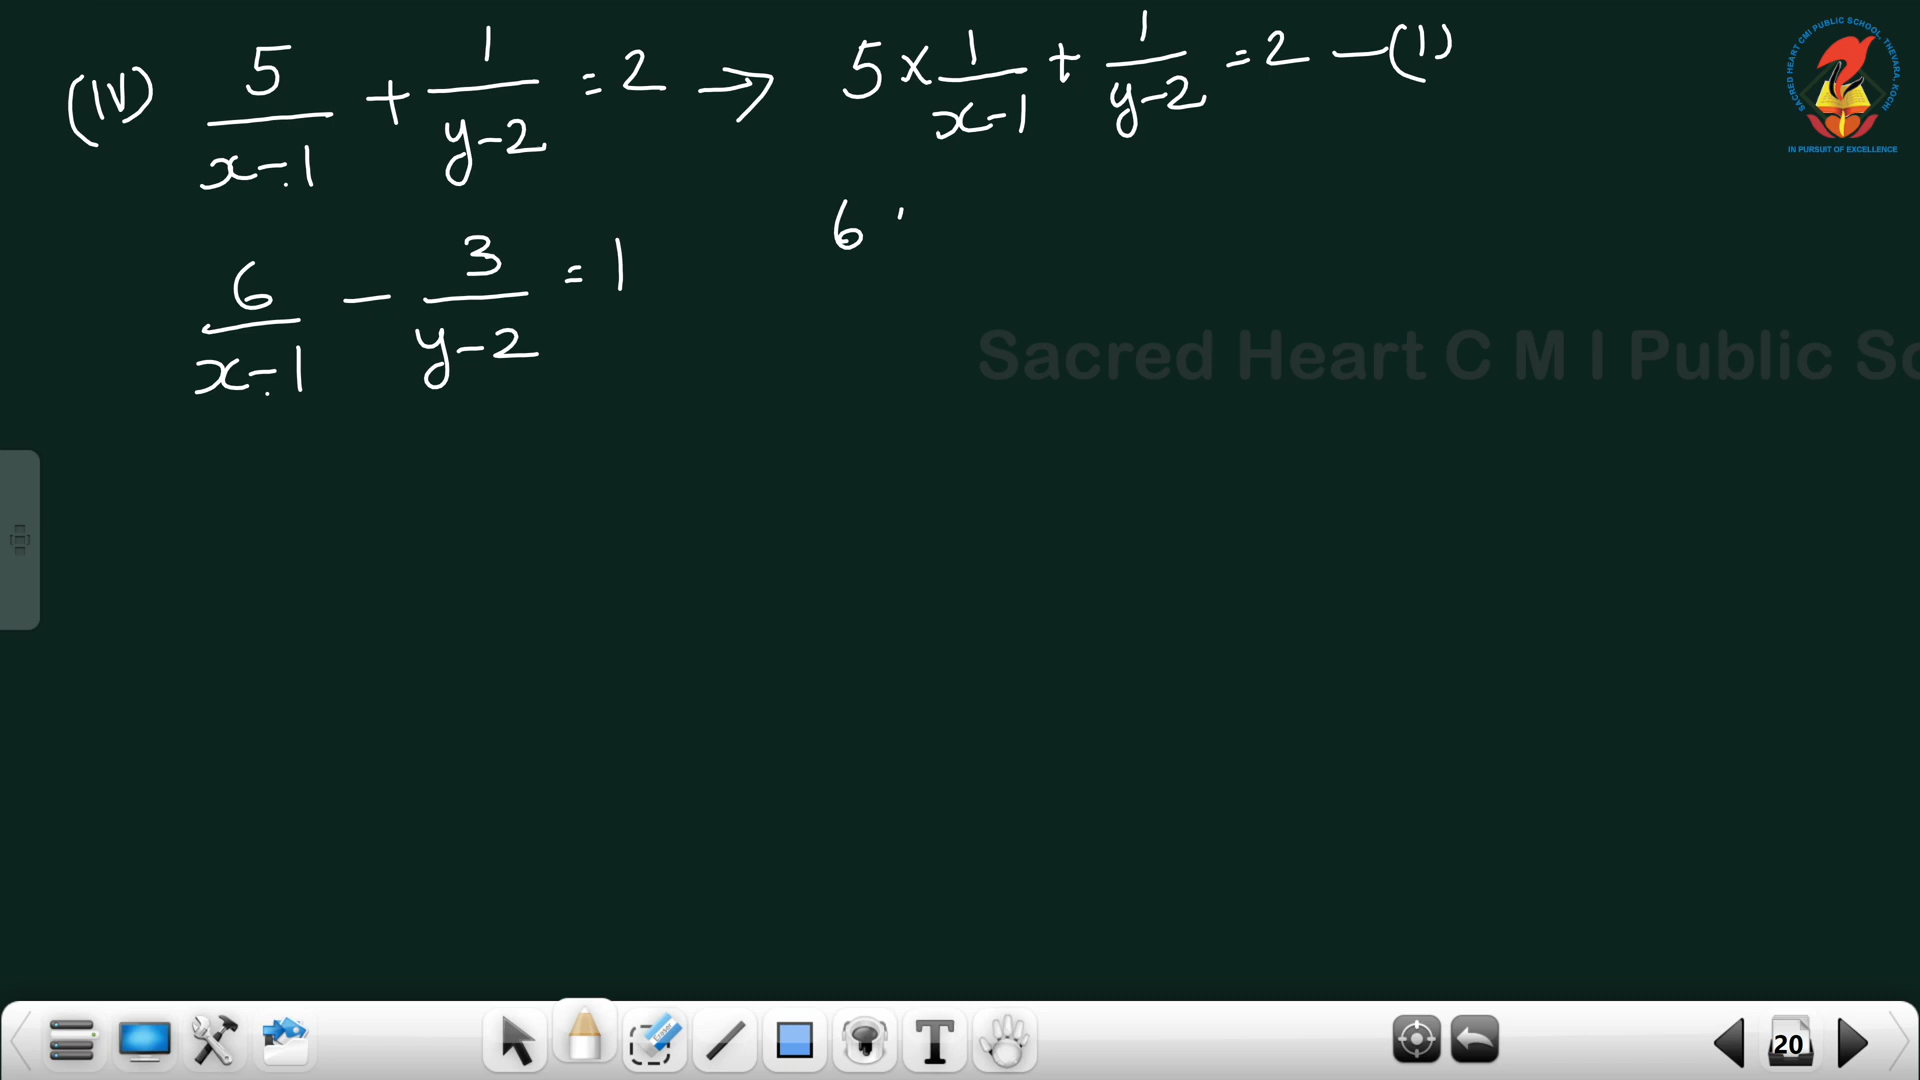 (IV) 5/(x-1) + 1/(y-2) = 2 → 5 × 1/(x-1) + 1/(y-2) = 2 — (1)
6/(x-1) - 3/(y-2) = 1
6
SACRED HEART CMI PUBLIC SCHOOL, THEVARA, KOCHI
IN PURSUIT OF EXCELLENCE
Sacred Heart C M I Public Sc
T
20